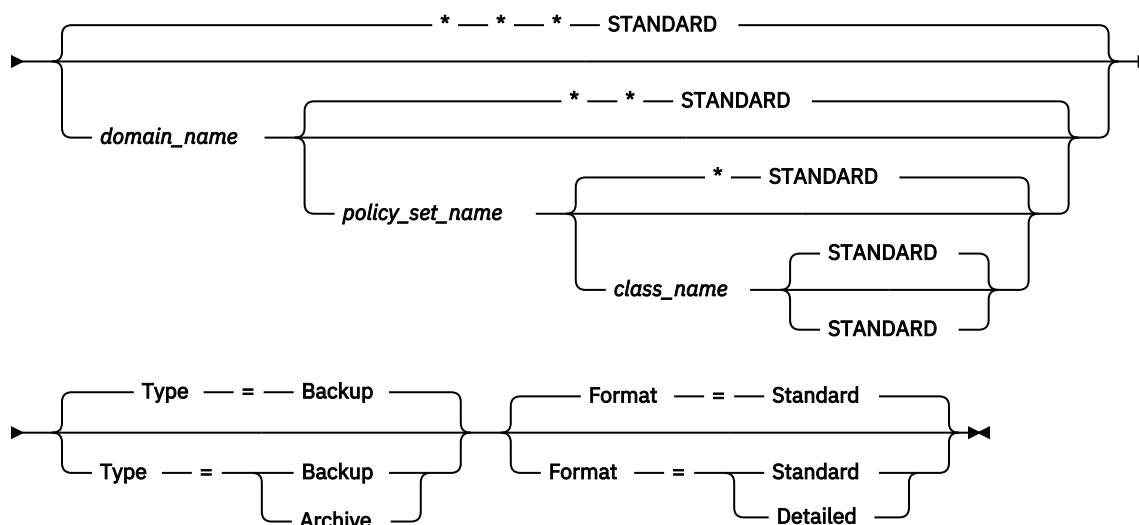 * * * STANDARD
* * STANDARD
domain_name
* STANDARD
policy_set_name
STANDARD
class_name
STANDARD
Type = Backup Format = Standard
Type = Backup Format = Standard
Archive Detailed